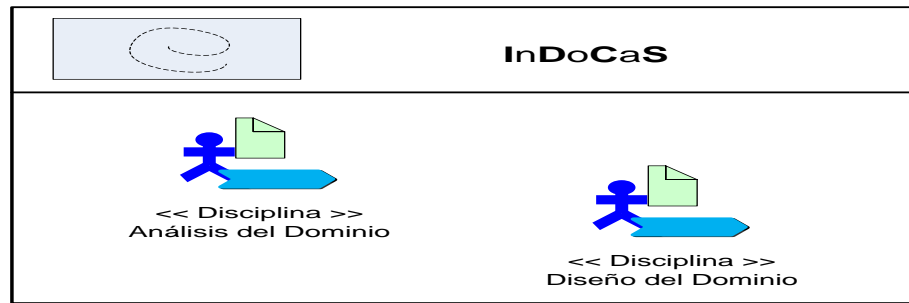 InDoCaS
<< Disciplina >>
Análisis del Dominio
<< Disciplina >>
Diseño del Dominio